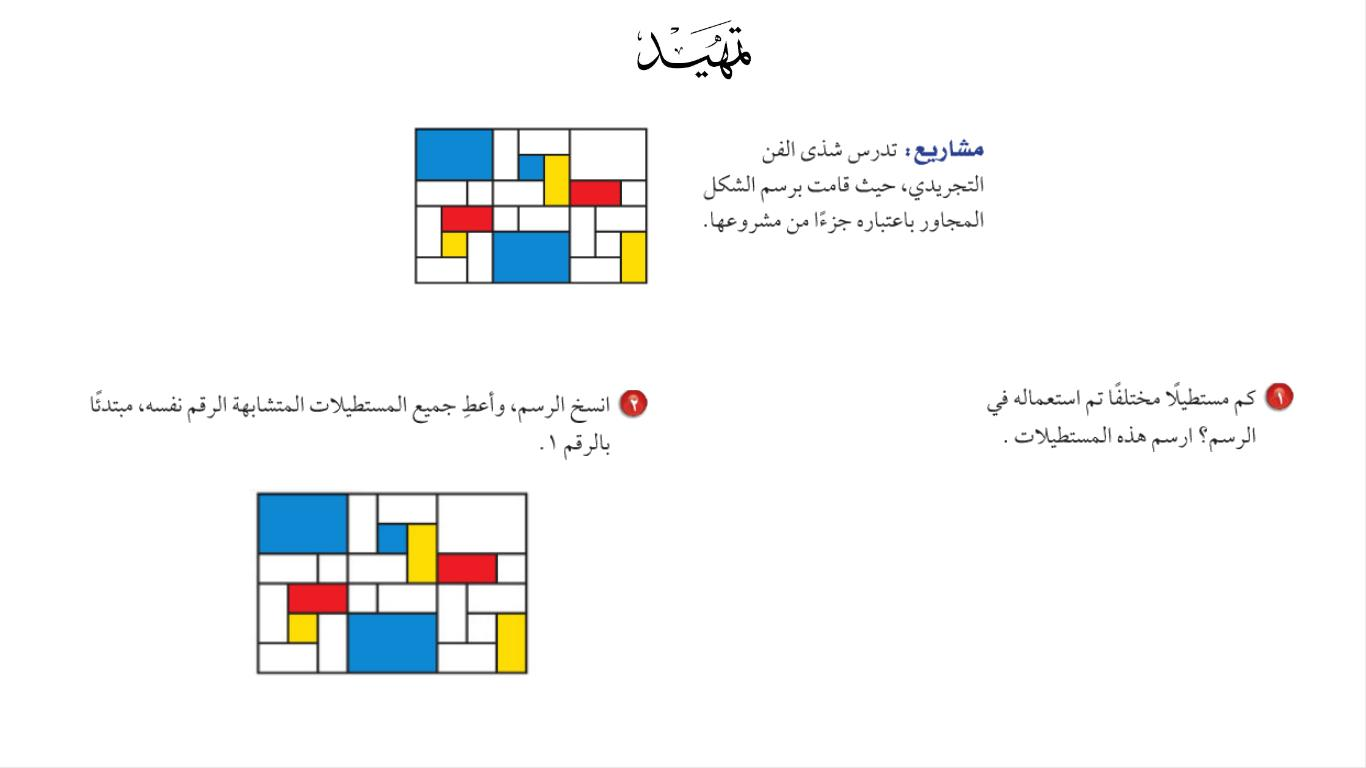 تمهيد
مشاريع: تدرس شذى الفن
التجريدي، حيث قامت برسم الشكل
المجاور باعتباره جزءًا من مشروعها.
١ كم مستطيلًا مختلفًا تم استعماله في
الرسم؟ ارسم هذه المستطيلات .
٢ انسخ الرسم، وأعطِ جميع المستطيلات المتشابهة الرقم نفسه، مبتدئًا
بالرقم ١.